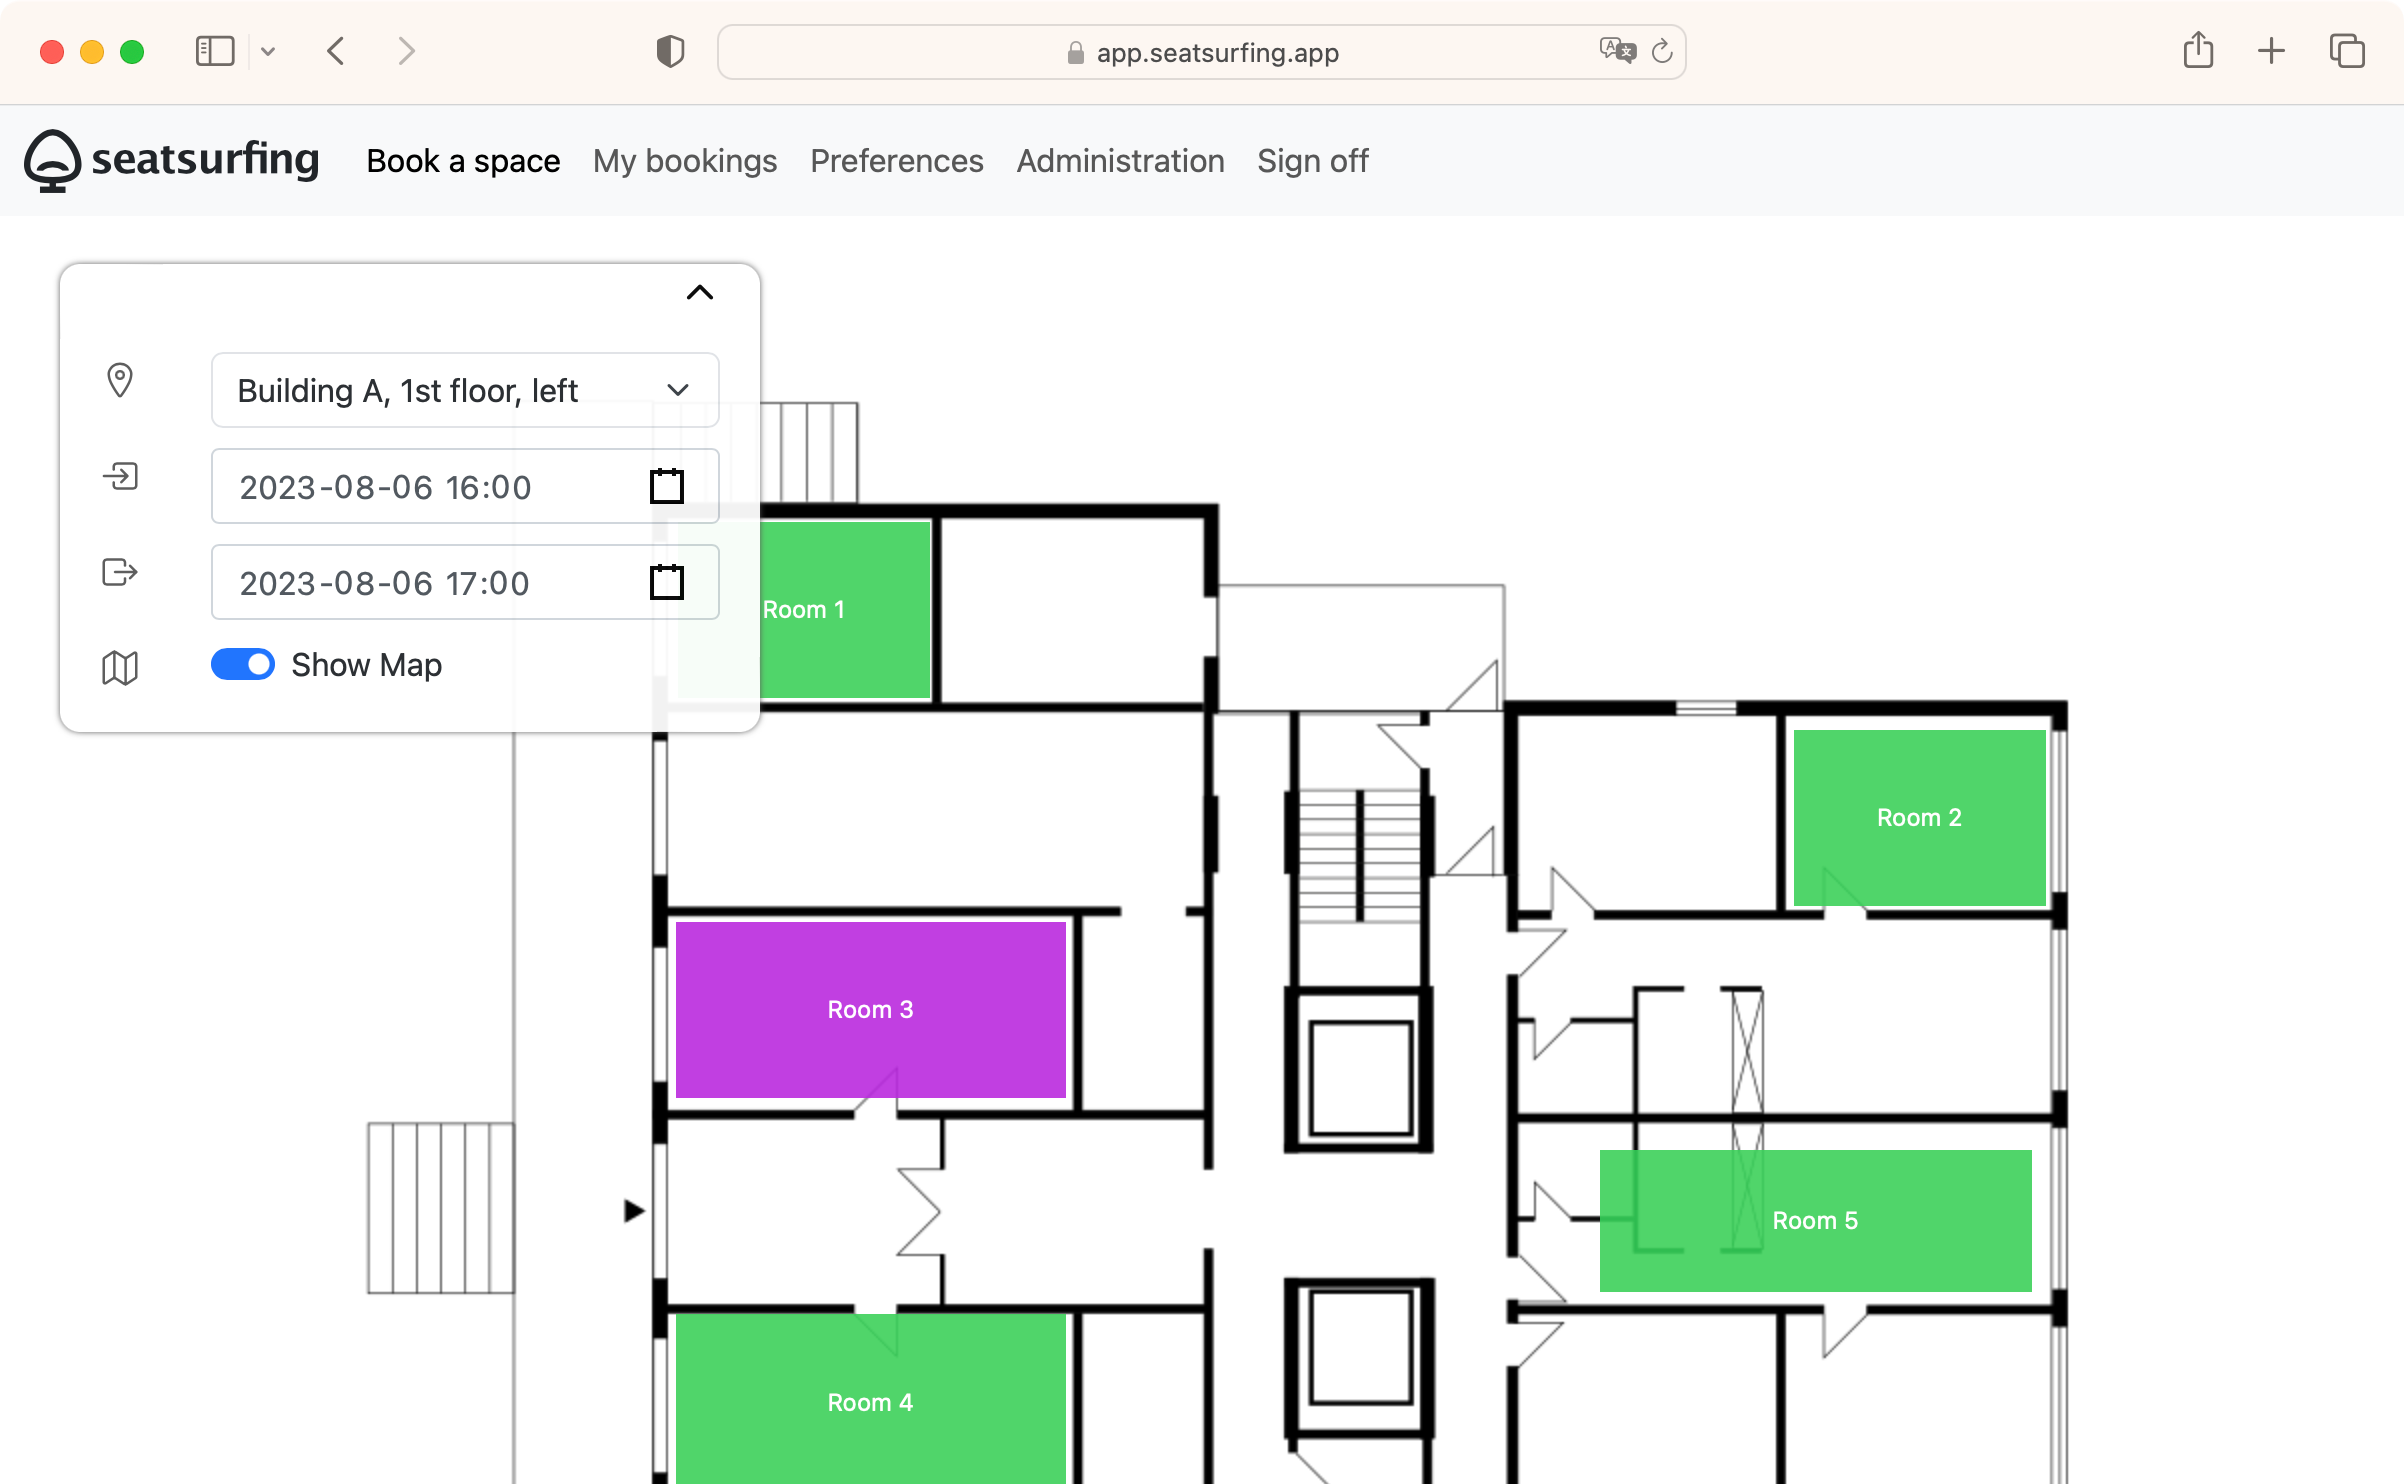 app.seatsurfing.app
seatsurfing Book a space My bookings Preferences Administration Sign off
Building A, 1st floor, left
2023-08-06 16:00
2023-08-06 17:00
Show Map
Room 1
Room 2
Room 3
Room 5
Room 4